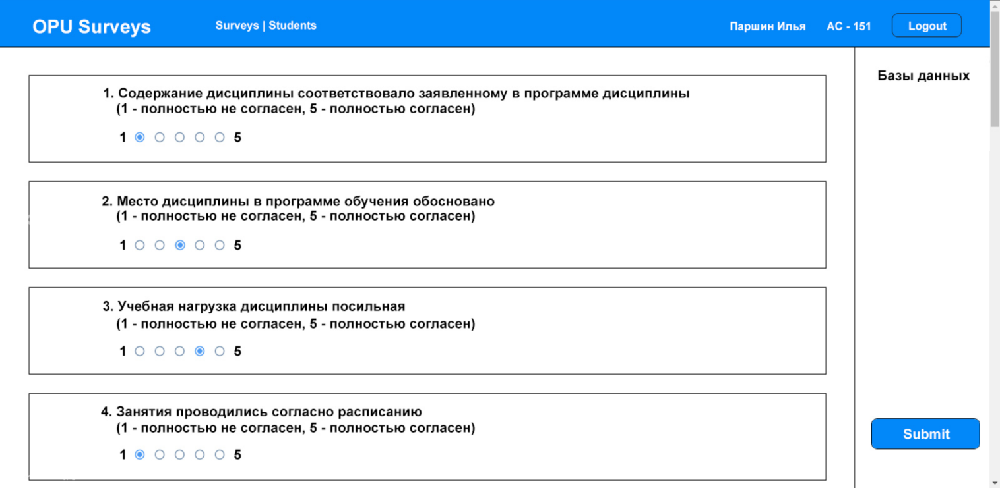 OPU Surveys
Surveys | Students
Паршин Илья
АС - 151
Logout
Базы данных
1. Содержание дисциплины соответствовало заявленному в программе дисциплины
(1 - полностью не согласен, 5 - полностью согласен)
1 5
2. Место дисциплины в программе обучения обосновано
(1 - полностью не согласен, 5 - полностью согласен)
1 5
3. Учебная нагрузка дисциплины посильная
(1 - полностью не согласен, 5 - полностью согласен)
1 5
4. Занятия проводились согласно расписанию
(1 - полностью не согласен, 5 - полностью согласен)
1 5
Submit